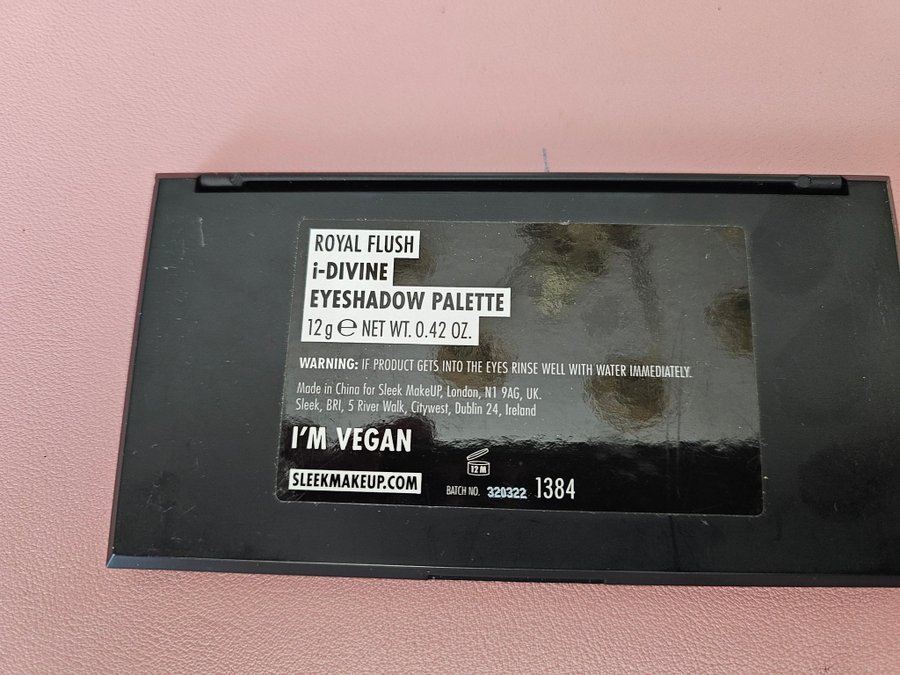 ROYAL FLUSH
i-DIVINE
EYESHADOW PALETTE
12 g ℮ NET WT. 0.42 OZ.
WARNING: IF PRODUCT GETS INTO THE EYES RINSE WELL WITH WATER IMMEDIATELY.
Made in China for Sleek MakeUP, London, N1 9AG, UK.
Sleek, BRI, 5 River Walk, Citywest, Dublin 24, Ireland
I'M VEGAN
12 M
SLEEKMAKEUP.COM
BATCH NO. 320322 1384